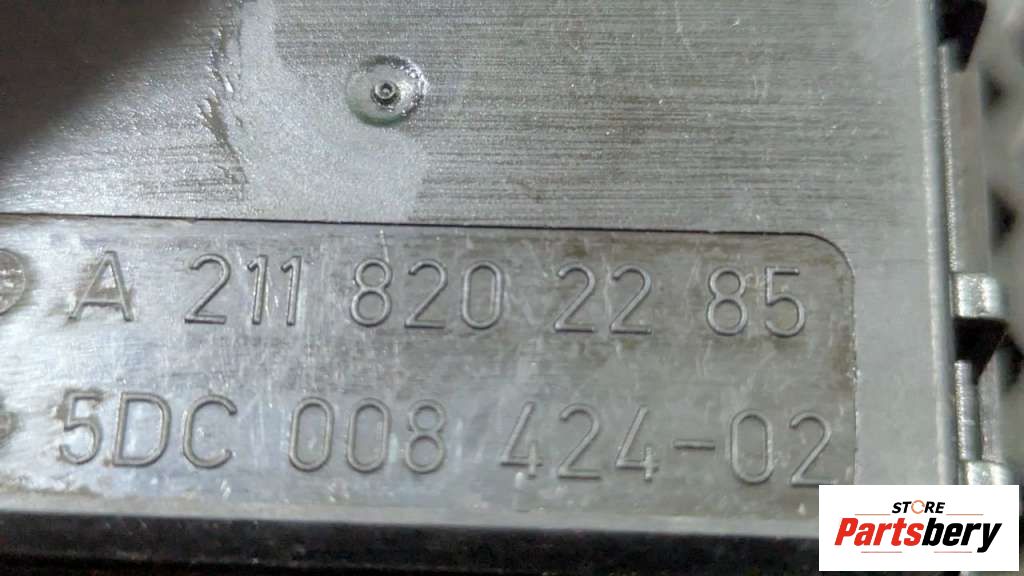 A 211 820 22 85
5DC 008 424-02
STORE
Partsbery